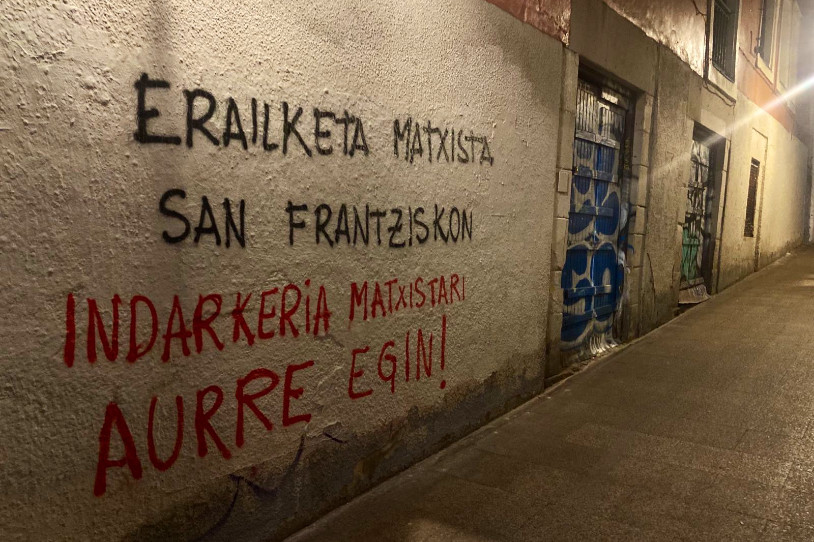 ERAILKETA MATXISTA
SAN FRANTZISKON
INDARKERiA MATXISTARI
AURRE EGIN!